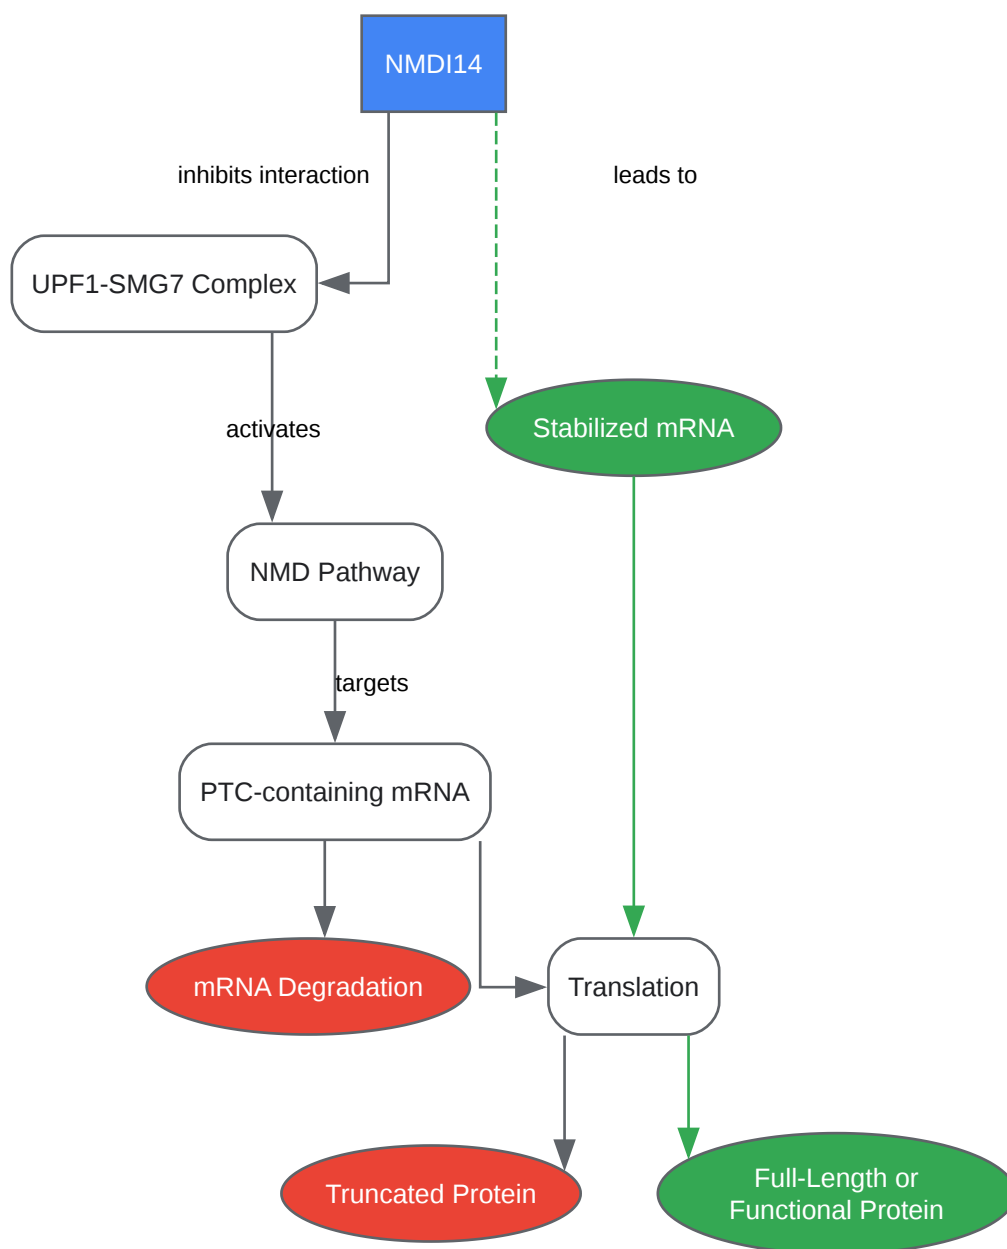 NMDI14
inhibits interaction
leads to
UPF1-SMG7 Complex
activates
Stabilized mRNA
NMD Pathway
targets
PTC-containing mRNA
mRNA Degradation
Translation
Truncated Protein
Full-Length or
Functional Protein